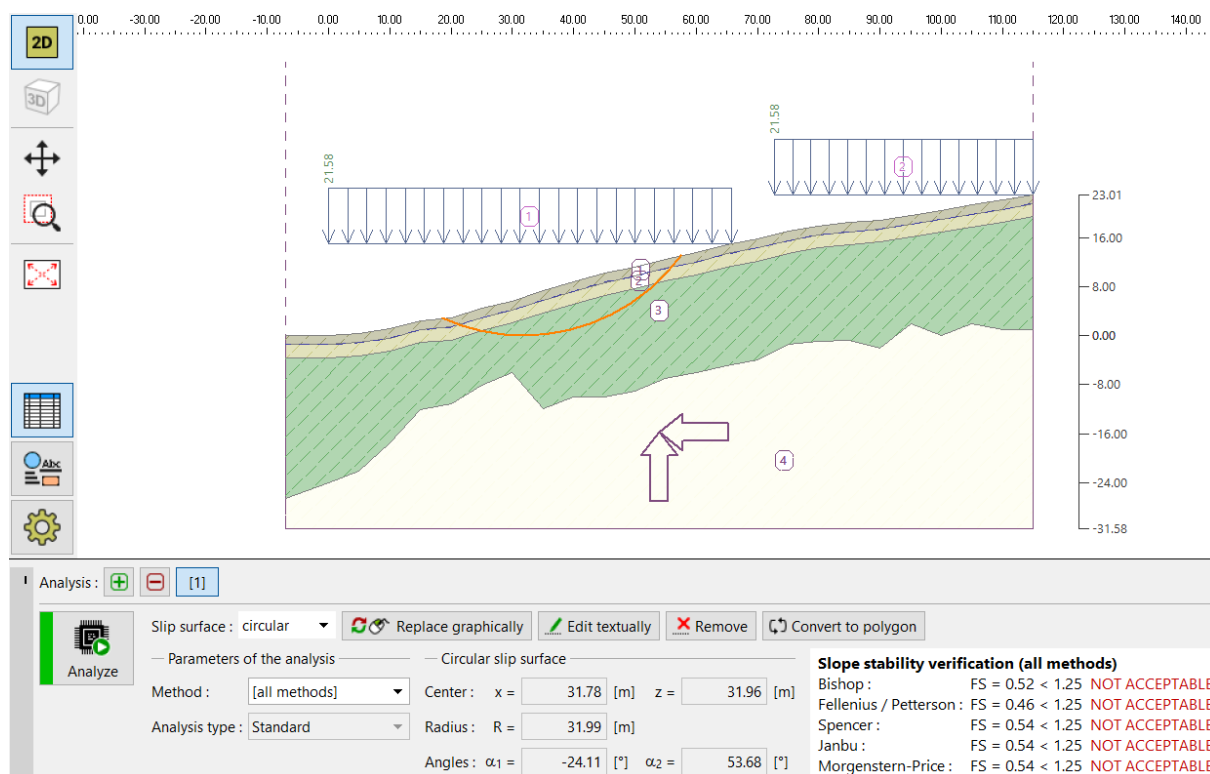 0.00 -30.00 -20.00 -10.00 0.00 10.00 20.00 30.00 40.00 50.00 60.00 70.00 80.00 90.00 100.00 110.00 120.00 130.00 140.00
2D
3D
21.58
2
21.58
1
23.01
16.00
1
2
8.00
3
0.00
-8.00
-16.00
4
-24.00
-31.58
Abc
Analysis : [1]
Analyze
Slip surface : circular Replace graphically Edit textually Remove Convert to polygon
Parameters of the analysis
Method : [all methods]
Analysis type : Standard
Circular slip surface
Center : x = 31.78 [m] z = 31.96 [m]
Radius : R = 31.99 [m]
Angles : α1 = -24.11 [°] α2 = 53.68 [°]
Slope stability verification (all methods)
Bishop : FS = 0.52 < 1.25 NOT ACCEPTABLE
Fellenius / Petterson : FS = 0.46 < 1.25 NOT ACCEPTABLE
Spencer : FS = 0.54 < 1.25 NOT ACCEPTABLE
Janbu : FS = 0.54 < 1.25 NOT ACCEPTABLE
Morgenstern-Price : FS = 0.54 < 1.25 NOT ACCEPTABLE